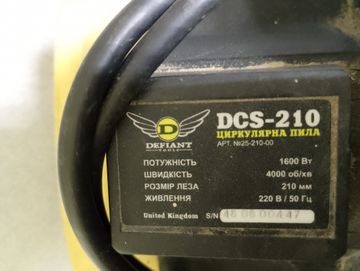 D
DEFIANT
TOOLS
DCS-210
ЦИРКУЛЯРНА ПИЛА
АРТ. №25-210-00
ПОТУЖНІСТЬ 1600 Вт
ШВИДКІСТЬ 4000 об/хв
РОЗМІР ЛЕЗА 210 мм
ЖИВЛЕННЯ 220 В / 50 Гц
United Kingdom S/N